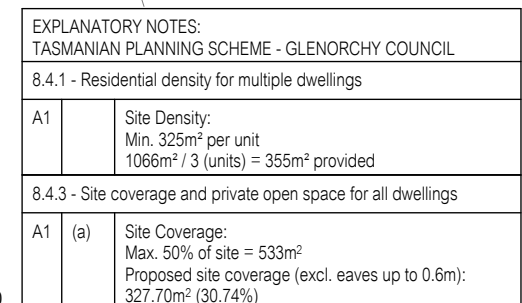 EXPLANATORY NOTES:
TASMANIAN PLANNING SCHEME - GLENORCHY COUNCIL
8.4.1 - Residential density for multiple dwellings
A1 Site Density:
Min. 325m² per unit
1066m² / 3 (units) = 355m² provided
8.4.3 - Site coverage and private open space for all dwellings
A1 (a) Site Coverage:
Max. 50% of site = 533m²
Proposed site coverage (excl. eaves up to 0.6m):
327.70m² (30.74%)